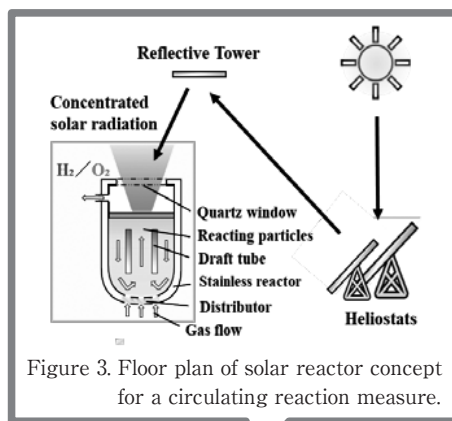 Reflective Tower
Concentrated
solar radiation
H₂／O₂
Quartz window
Reacting particles
Draft tube
Stainless reactor
Distributor
Gas flow
Heliostats
Figure 3. Floor plan of solar reactor concept
for a circulating reaction measure.